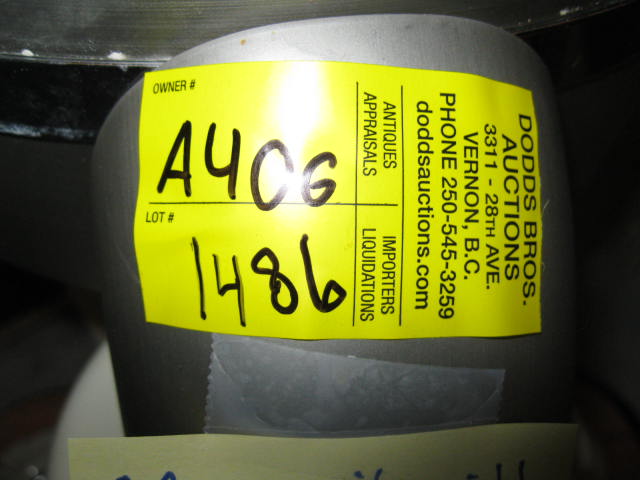 OWNER #
A406
LOT #
1486
ANTIQUES
APPRAISALS
IMPORTERS
LIQUIDATIONS
DODDS BROS.
AUCTIONS
3311 - 28TH AVE.
VERNON, B.C.
PHONE 250-545-3259
doddsauctions.com